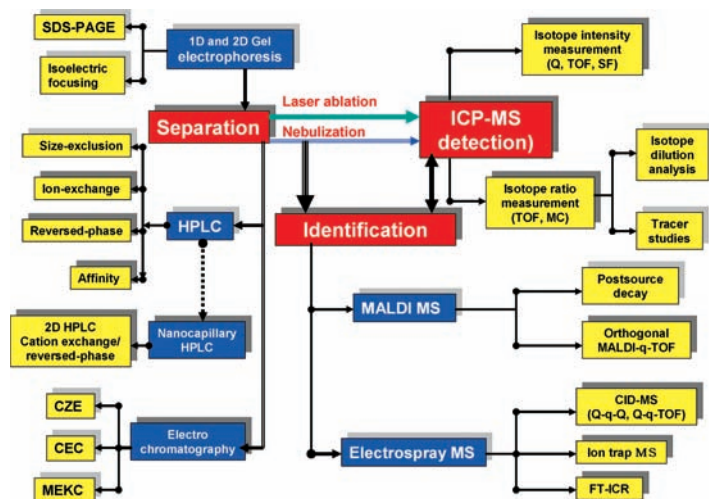 SDS-PAGE
Isoelectric
focusing
1D and 2D Gel
electrophoresis
Isotope intensity
measurement
(Q, TOF, SF)
Laser ablation
Nebulization
Separation
ICP-MS
detection)
Isotope
dilution
analysis
Size-exclusion
Ion-exchange
Reversed-phase
Affinity
HPLC
Identification
Isotope ratio
measurement
(TOF, MC)
Tracer
studies
2D HPLC
Cation exchange/
reversed-phase
Nanocapillary
HPLC
MALDI MS
Postsource
decay
Orthogonal
MALDI-q-TOF
CZE
CEC
MEKC
Electro
chromatography
Electrospray MS
CID-MS
(Q-q-Q, Q-q-TOF)
Ion trap MS
FT-ICR